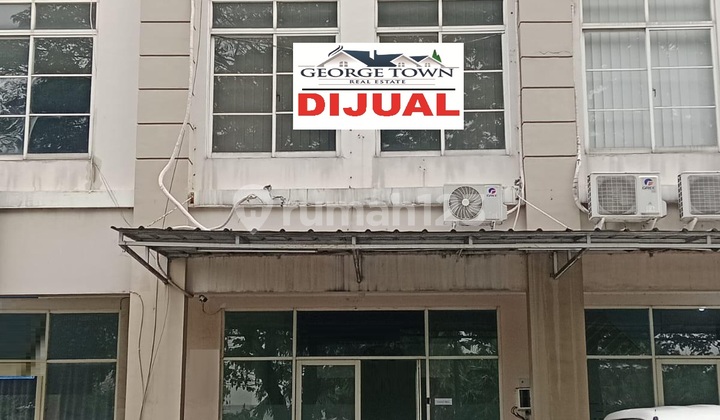 GEORGE TOWN
REAL ESTATE
DIJUAL
rumah123